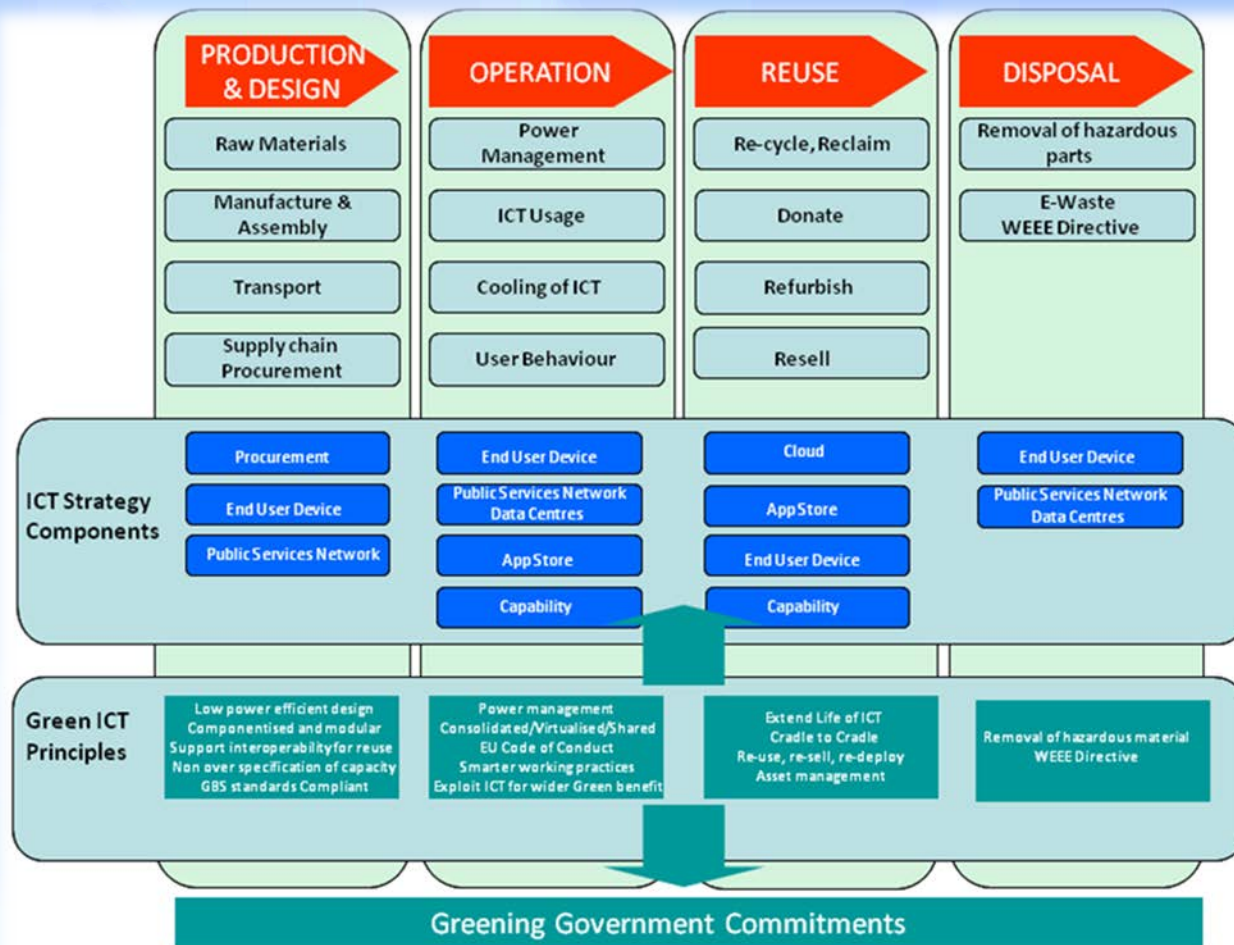 PRODUCTION
& DESIGN
OPERATION
REUSE
DISPOSAL
Raw Materials
Manufacture &
Assembly
Transport
Supply chain
Procurement
Power
Management
ICT Usage
Cooling of ICT
User Behaviour
Re-cycle, Reclaim
Donate
Refurbish
Resell
Removal of hazardous
parts
E-Waste
WEEE Directive
ICT Strategy
Components
Procurement
End User Device
Public Services Network
End User Device
Public Services Network
Data Centres
App Store
Capability
Cloud
App Store
End User Device
Capability
End User Device
Public Services Network
Data Centres
Green ICT
Principles
Low power efficient design
Componentised and modular
Support interoperability for reuse
Non over specification of capacity
GBS standards Compliant
Power management
Consolidated/Virtualised/Shared
EU Code of Conduct
Smarter working practices
Exploit ICT for wider Green benefit
Extend Life of ICT
Cradle to Cradle
Re-use, re-sell, re-deploy
Asset management
Removal of hazardous material
WEEE Directive
Greening Government Commitments